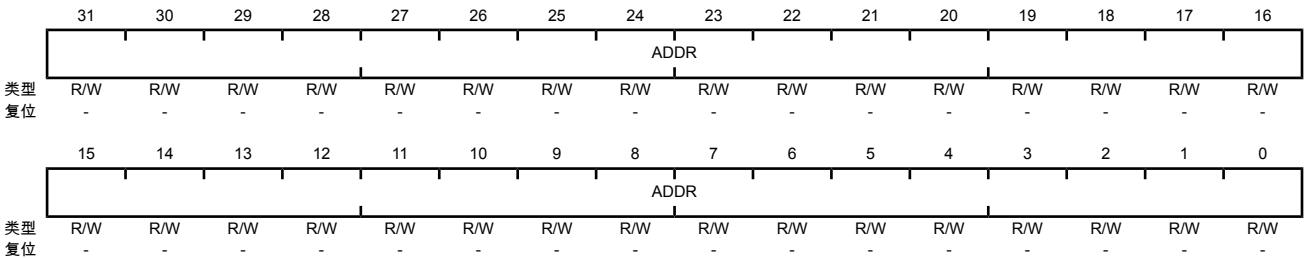 31 30 29 28 27 26 25 24 23 22 21 20 19 18 17 16
ADDR
类型 R/W R/W R/W R/W R/W R/W R/W R/W R/W R/W R/W R/W R/W R/W R/W R/W
复位 - - - - - - - - - - - - - - - -
15 14 13 12 11 10 9 8 7 6 5 4 3 2 1 0
ADDR
类型 R/W R/W R/W R/W R/W R/W R/W R/W R/W R/W R/W R/W R/W R/W R/W R/W
复位 - - - - - - - - - - - - - - - -